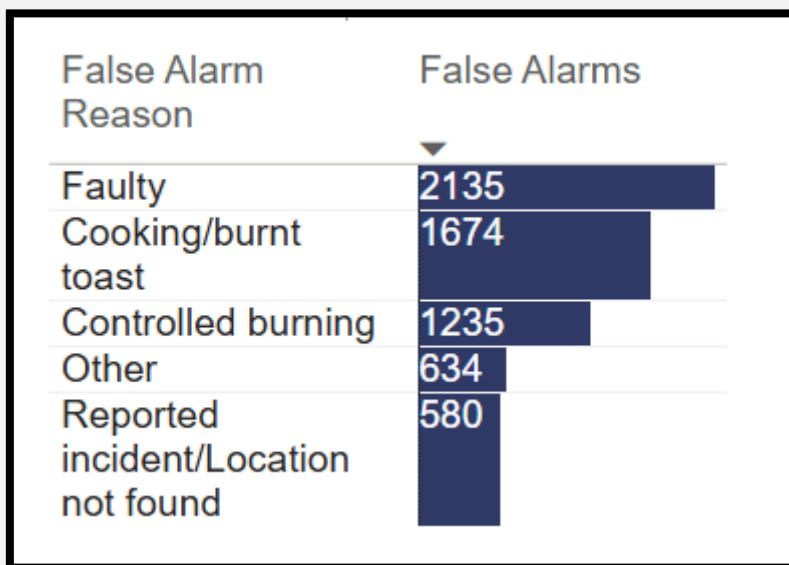 False Alarm False Alarms
Reason
Faulty 2135
Cooking/burnt 1674
toast
Controlled burning 1235
Other 634
Reported 580
incident/Location
not found